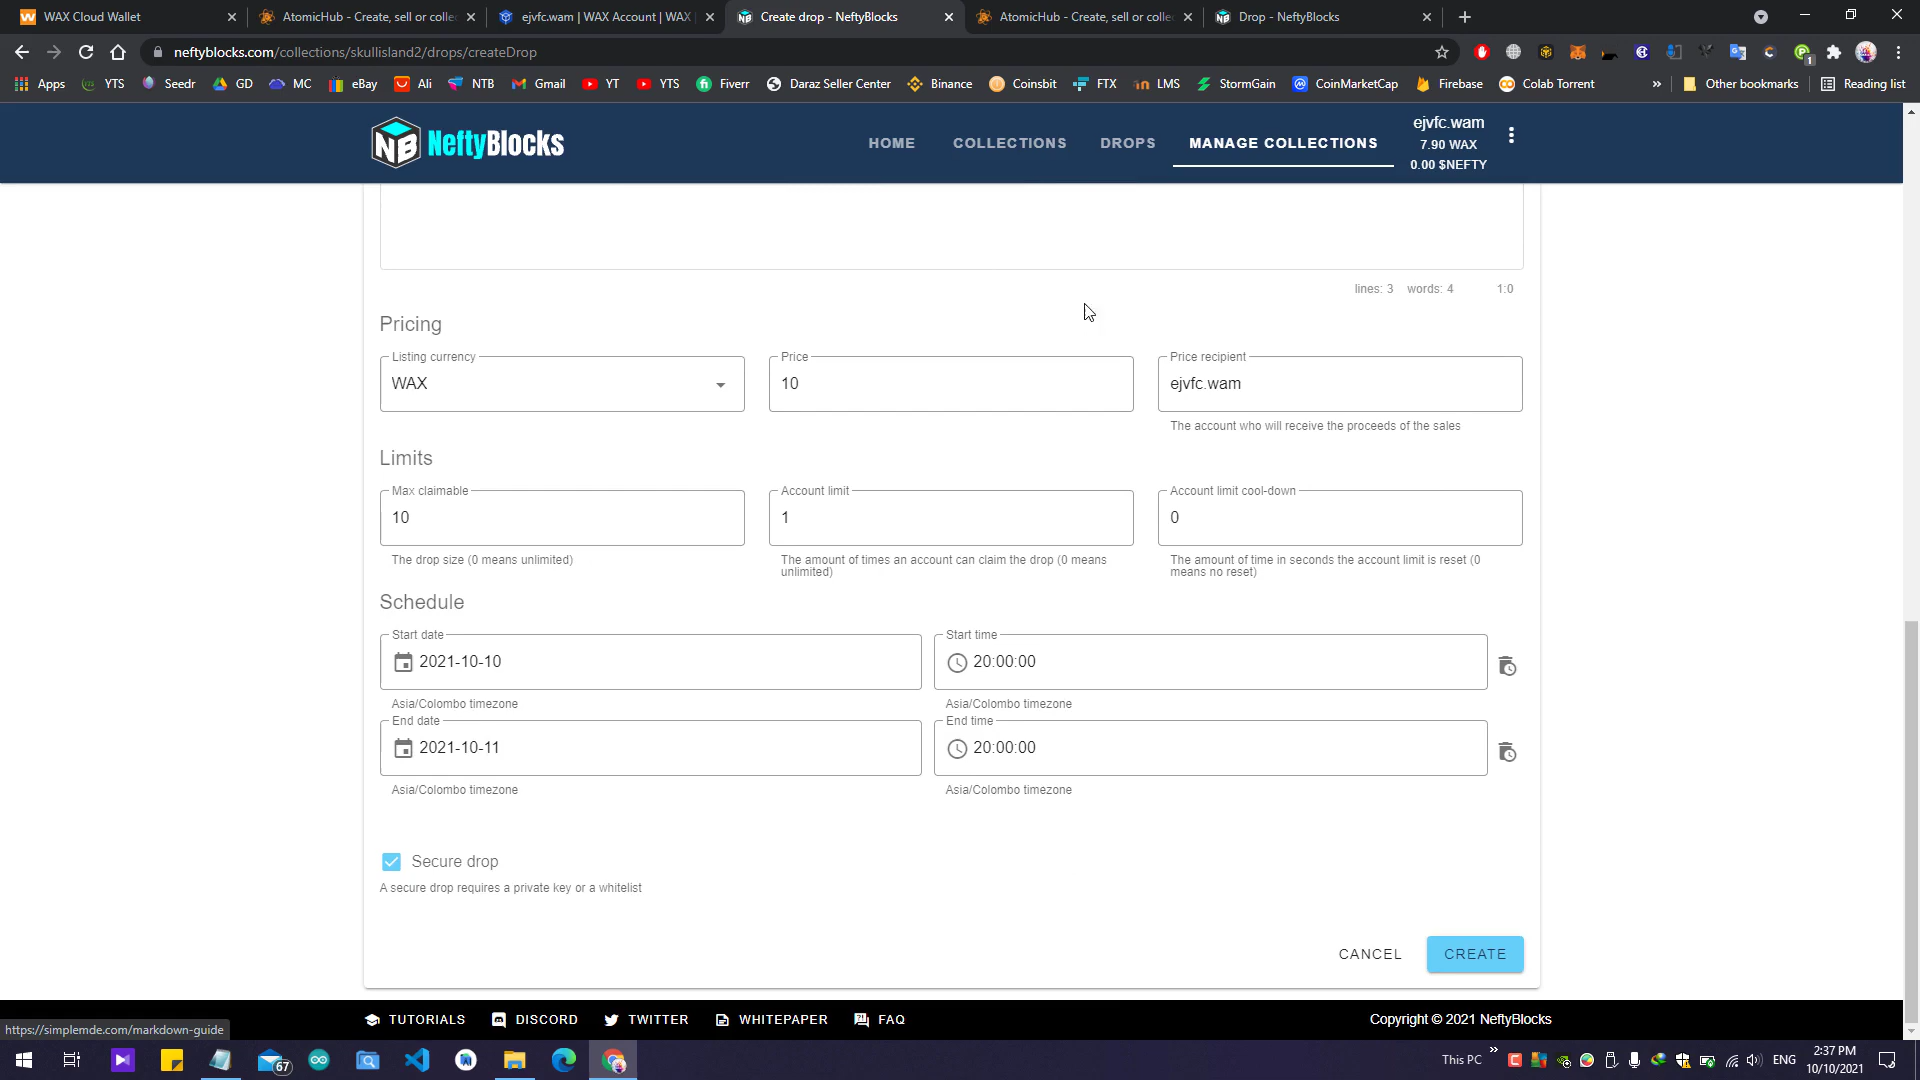 WAX Cloud Wallet
AtomicHub - Create, sell or colle
ejvfc.wam | WAX Account | WAX
Create drop - NeftyBlocks
AtomicHub - Create, sell or colle
Drop - NeftyBlocks
neftyblocks.com/collections/skullisland2/drops/createDrop
Apps YTS Seedr GD MC eBay Ali NTB Gmail YT YTS Fiverr Daraz Seller Center Binance Coinsbit FTX LMS StormGain CoinMarketCap Firebase Colab Torrent » Other bookmarks Reading list
NeftyBlocks
HOME COLLECTIONS DROPS MANAGE COLLECTIONS
ejvfc.wam
7.90 WAX
0.00 $NEFTY
lines: 3 words: 4 1:0
Pricing
Listing currency Price Price recipient
WAX 10 ejvfc.wam
The account who will receive the proceeds of the sales
Limits
Max claimable Account limit Account limit cool-down
10 1 0
The drop size (0 means unlimited)
The amount of times an account can claim the drop (0 means
unlimited)
The amount of time in seconds the account limit is reset (0
means no reset)
Schedule
Start date Start time
2021-10-10 20:00:00
Asia/Colombo timezone Asia/Colombo timezone
End date End time
2021-10-11 20:00:00
Asia/Colombo timezone Asia/Colombo timezone
Secure drop
A secure drop requires a private key or a whitelist
CANCEL CREATE
TUTORIALS DISCORD TWITTER WHITEPAPER FAQ
Copyright © 2021 NeftyBlocks
https://simplemde.com/markdown-guide
67
This PC » ENG
2:37 PM
10/10/2021